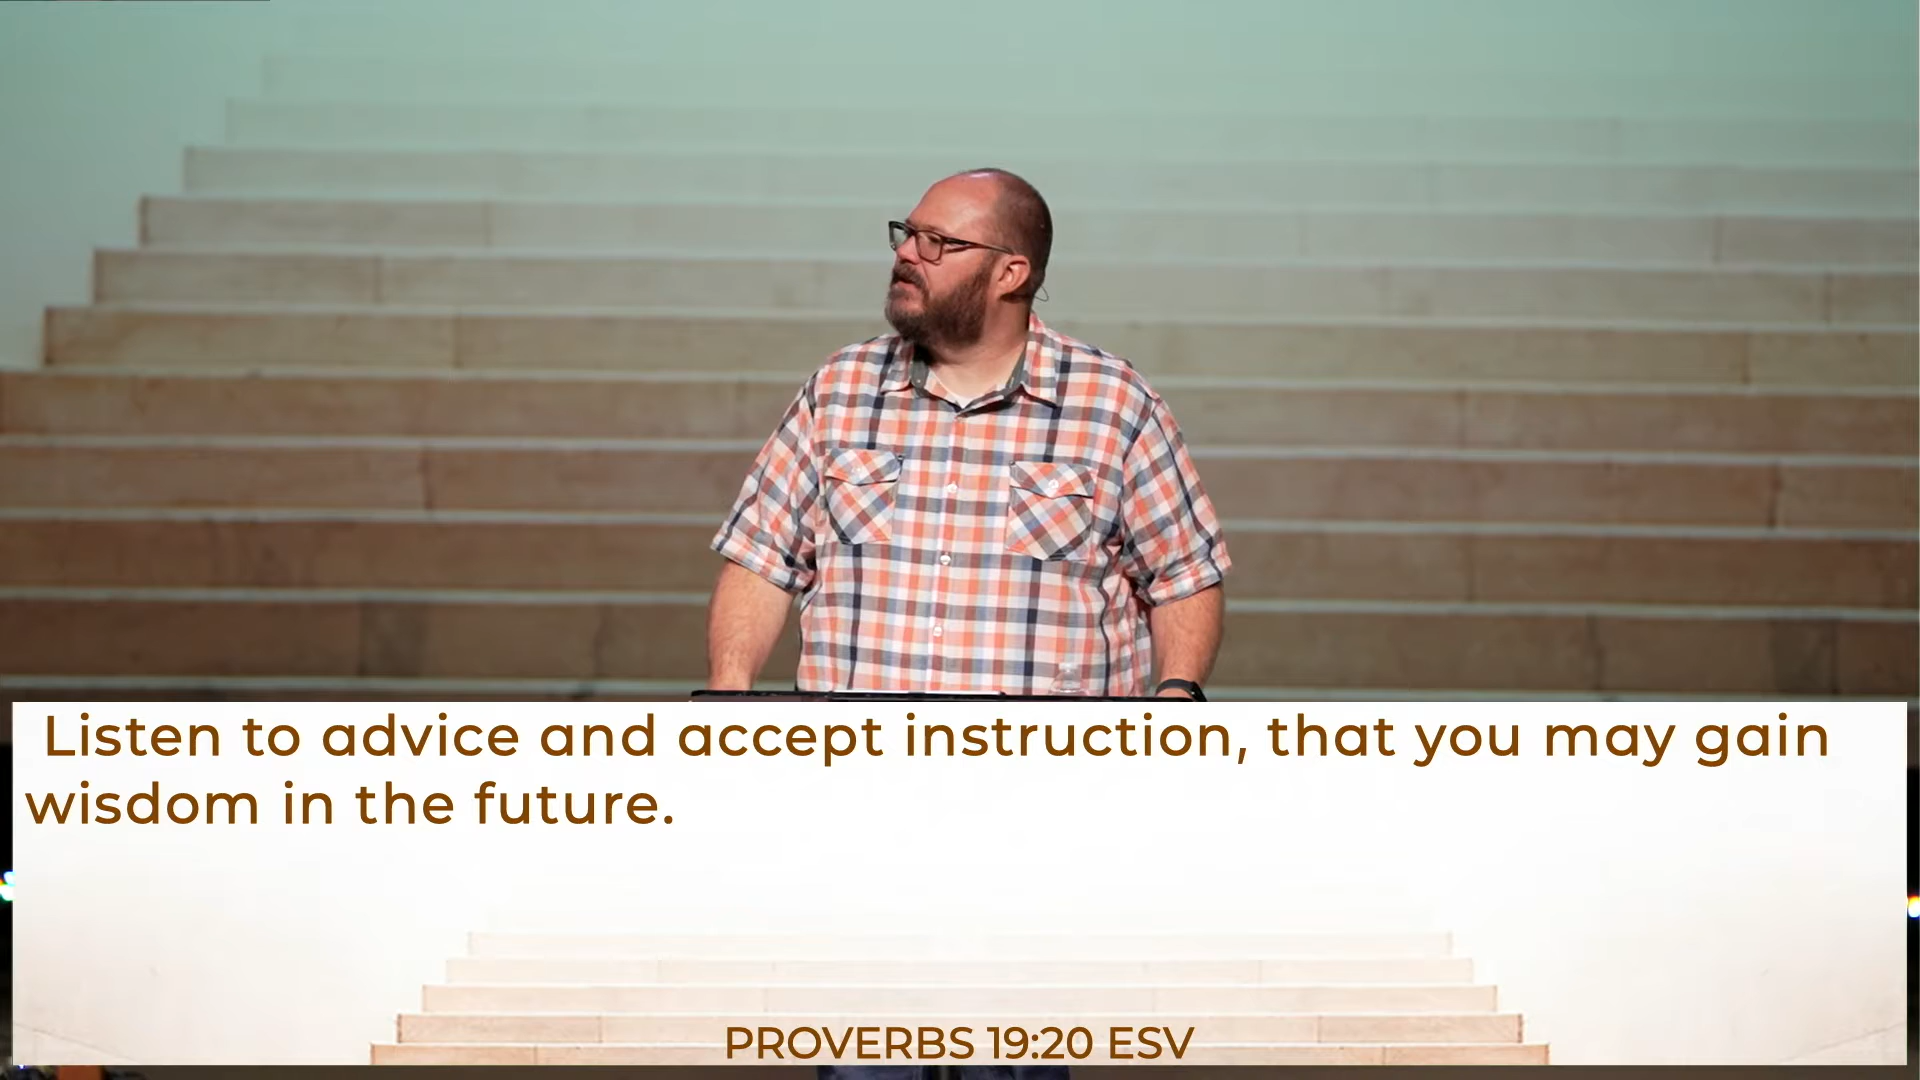 Listen to advice and accept instruction, that you may gain
wisdom in the future.
PROVERBS 19:20 ESV